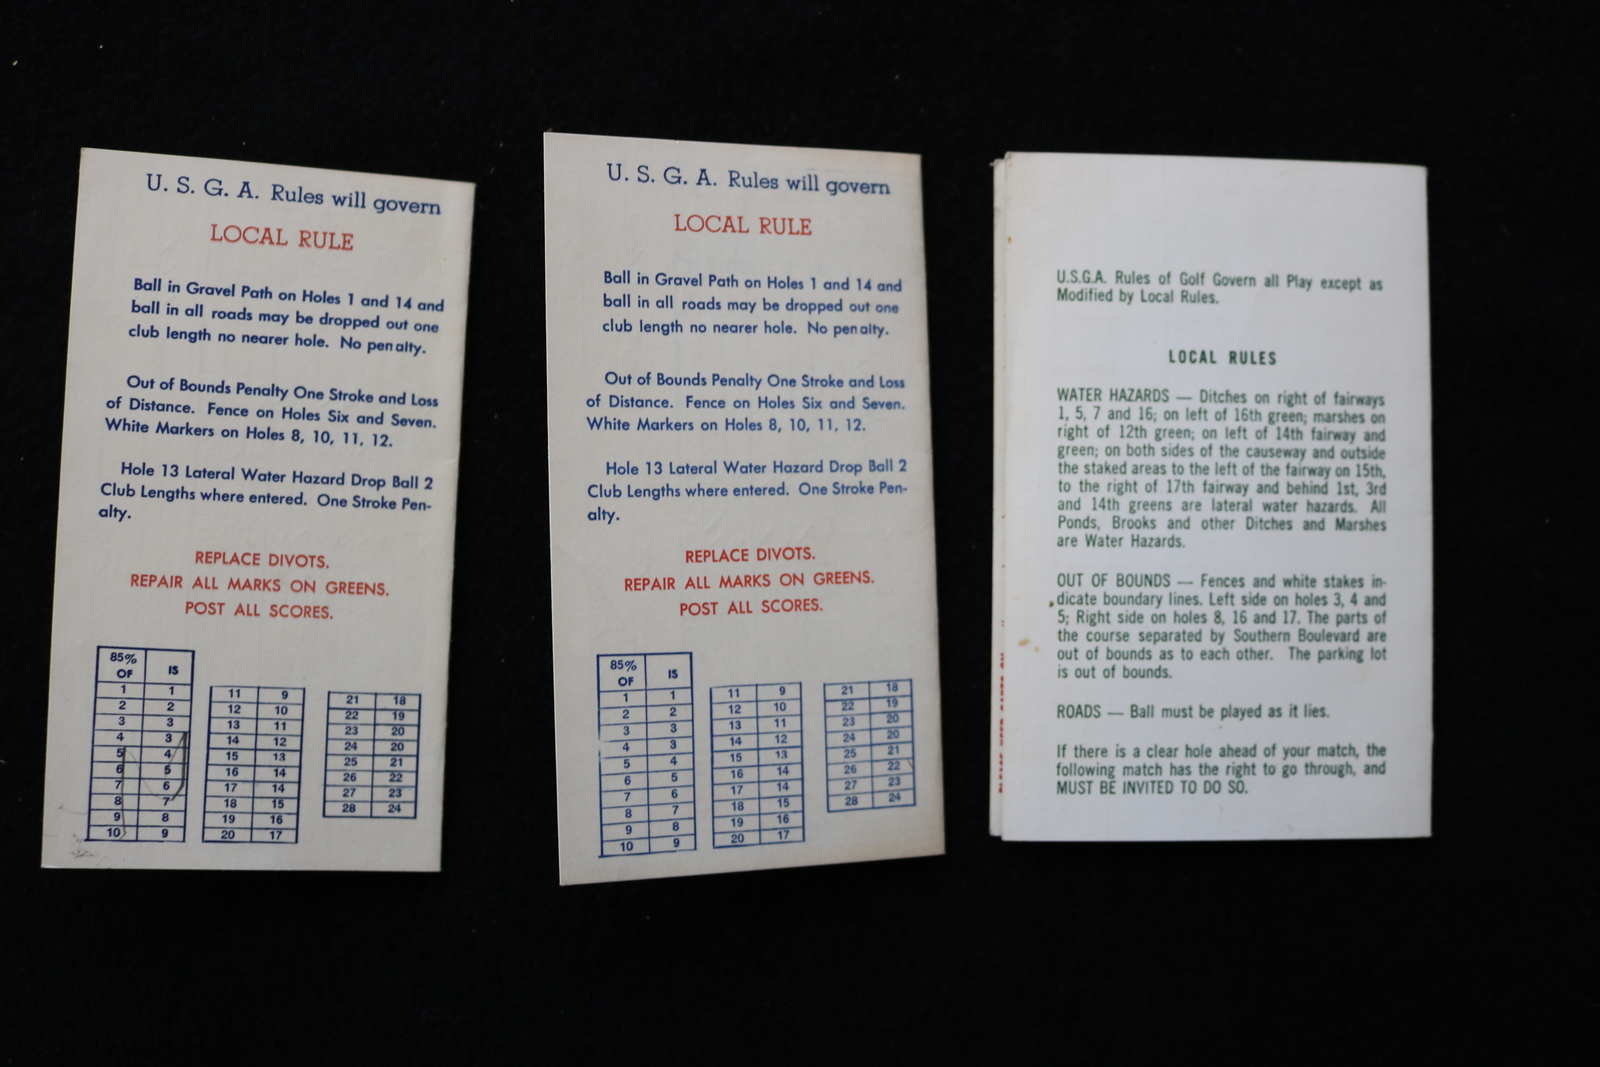 U. S. G. A. Rules will govern
LOCAL RULE
Ball in Gravel Path on Holes 1 and 14 and
ball in all roads may be dropped out one
club length no nearer hole. No penalty.
Out of Bounds Penalty One Stroke and Loss
of Distance. Fence on Holes Six and Seven.
White Markers on Holes 8, 10, 11, 12.
Hole 13 Lateral Water Hazard Drop Ball 2
Club Lengths where entered. One Stroke Pen-
alty.
REPLACE DIVOTS.
REPAIR ALL MARKS ON GREENS.
POST ALL SCORES.
85% OF IS
1 1
2 2
3 3
4 3
5 4
6 5
7 6
8 7
9 8
10 9
11 9
12 10
13 11
14 12
15 13
16 14
17 14
18 15
19 16
20 17
21 18
22 19
23 20
24 20
25 21
26 22
27 23
28 24
U. S. G. A. Rules will govern
LOCAL RULE
Ball in Gravel Path on Holes 1 and 14 and
ball in all roads may be dropped out one
club length no nearer hole. No penalty.
Out of Bounds Penalty One Stroke and Loss
of Distance. Fence on Holes Six and Seven.
White Markers on Holes 8, 10, 11, 12.
Hole 13 Lateral Water Hazard Drop Ball 2
Club Lengths where entered. One Stroke Pen-
alty.
REPLACE DIVOTS.
REPAIR ALL MARKS ON GREENS.
POST ALL SCORES.
85% OF IS
1 1
2 2
3 3
4 3
5 4
6 5
7 6
8 7
9 8
10 9
11 9
12 10
13 11
14 12
15 13
16 14
17 14
18 15
19 16
20 17
21 18
22 19
23 20
24 20
25 21
26 22
27 23
28 24
U.S.G.A. Rules of Golf Govern all Play except as
Modified by Local Rules.
LOCAL RULES
WATER HAZARDS — Ditches on right of fairways
1, 5, 7 and 16; on left of 16th green; marshes on
right of 12th green; on left of 14th fairway and
green; on both sides of the causeway and outside
the staked areas to the left of the fairway on 15th,
to the right of 17th fairway and behind 1st, 3rd
and 14th greens are lateral water hazards. All
Ponds, Brooks and other Ditches and Marshes
are Water Hazards.
OUT OF BOUNDS — Fences and white stakes in-
dicate boundary lines. Left side on holes 3, 4 and
5; Right side on holes 8, 16 and 17. The parts of
the course separated by Southern Boulevard are
out of bounds as to each other. The parking lot
is out of bounds.
ROADS — Ball must be played as it lies.
If there is a clear hole ahead of your match, the
following match has the right to go through, and
MUST BE INVITED TO DO SO.